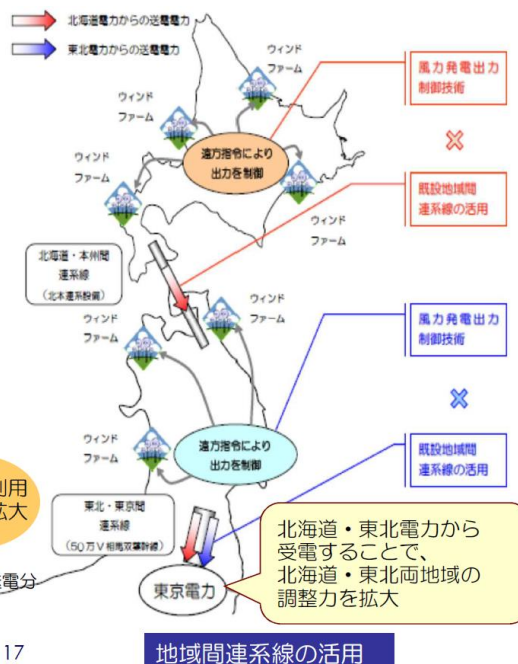 北海道電力からの送電電力
東北電力からの送電電力
ウィンド
ファーム
ウィンド
ファーム
ウィンド
ファーム
ウィンド
ファーム
遠方指令により
出力を制御
風力発電出力
制御技術
×
既設地域間
連系線の活用
北海道・本州間
連系線
(北本連系設備)
ウィンド
ファーム
ウィンド
ファーム
ウィンド
ファーム
遠方指令により
出力を制御
風力発電出力
制御技術
×
既設地域間
連系線の活用
利用
拡大
東北・東京間
連系線
(50万V相馬双葉幹線)
電分
東京電力
北海道・東北電力から
受電することで、
北海道・東北両地域の
調整力を拡大
17
地域間連系線の活用